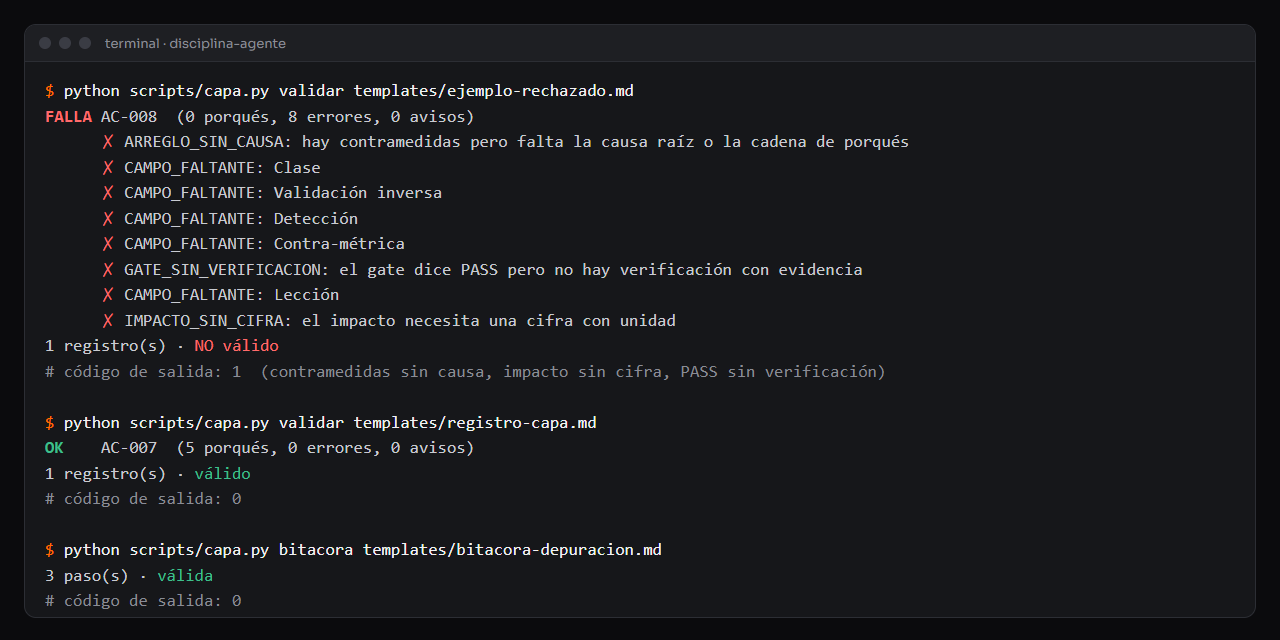 terminal · disciplina-agente
$ python scripts/capa.py validar templates/ejemplo-rechazado.md
FALLA AC-008  (0 porqués, 8 errores, 0 avisos)
✗ ARREGLO_SIN_CAUSA: hay contramedidas pero falta la causa raíz o la cadena de porqués
✗ CAMPO_FALTANTE: Clase
✗ CAMPO_FALTANTE: Validación inversa
✗ CAMPO_FALTANTE: Detección
✗ CAMPO_FALTANTE: Contra-métrica
✗ GATE_SIN_VERIFICACION: el gate dice PASS pero no hay verificación con evidencia
✗ CAMPO_FALTANTE: Lección
✗ IMPACTO_SIN_CIFRA: el impacto necesita una cifra con unidad
1 registro(s) · NO válido
# código de salida: 1  (contramedidas sin causa, impacto sin cifra, PASS sin verificación)
$ python scripts/capa.py validar templates/registro-capa.md
OK    AC-007  (5 porqués, 0 errores, 0 avisos)
1 registro(s) · válido
# código de salida: 0
$ python scripts/capa.py bitacora templates/bitacora-depuracion.md
3 paso(s) · válida
# código de salida: 0